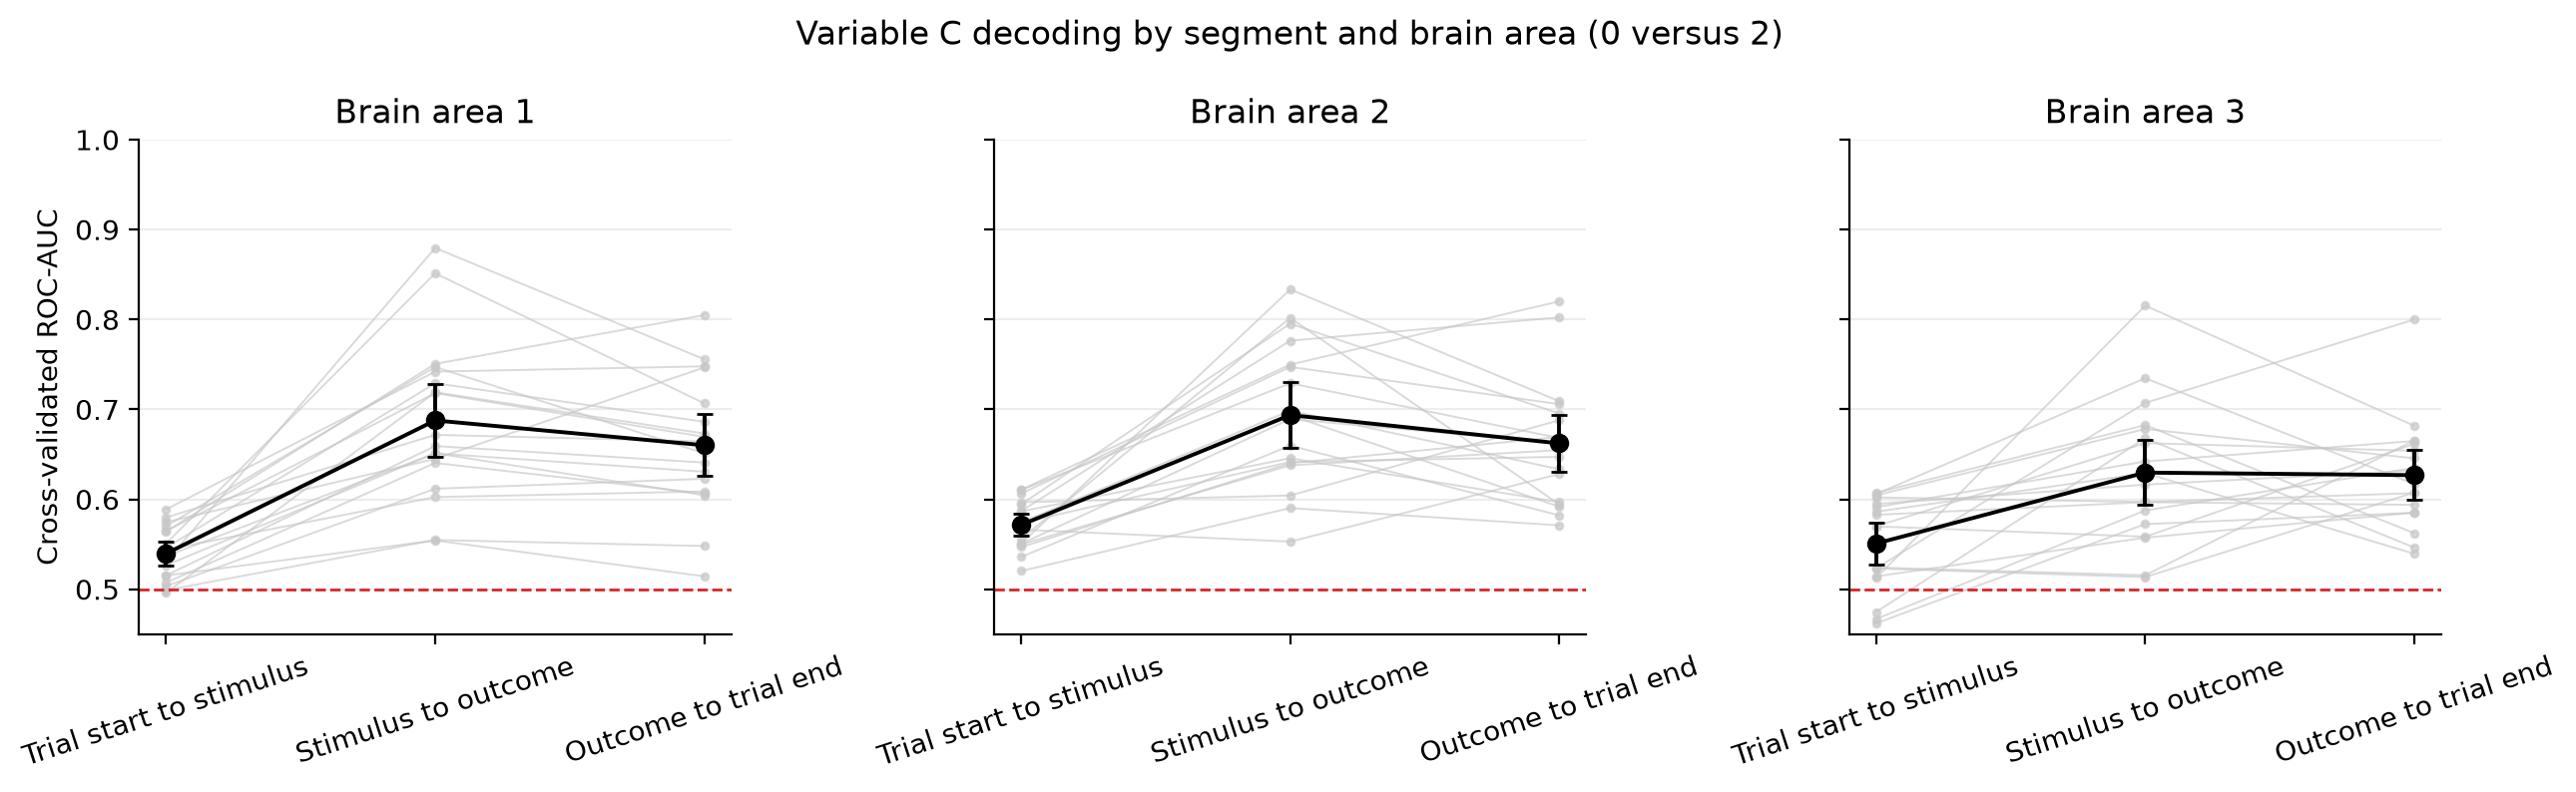 Variable C decoding by segment and brain area (0 versus 2)
Brain area 1
Brain area 2
Brain area 3
Cross-validated ROC-AUC
1.0
0.9
0.8
0.7
0.6
0.5
Trial start to stimulus
Stimulus to outcome
Outcome to trial end
Trial start to stimulus
Stimulus to outcome
Outcome to trial end
Trial start to stimulus
Stimulus to outcome
Outcome to trial end